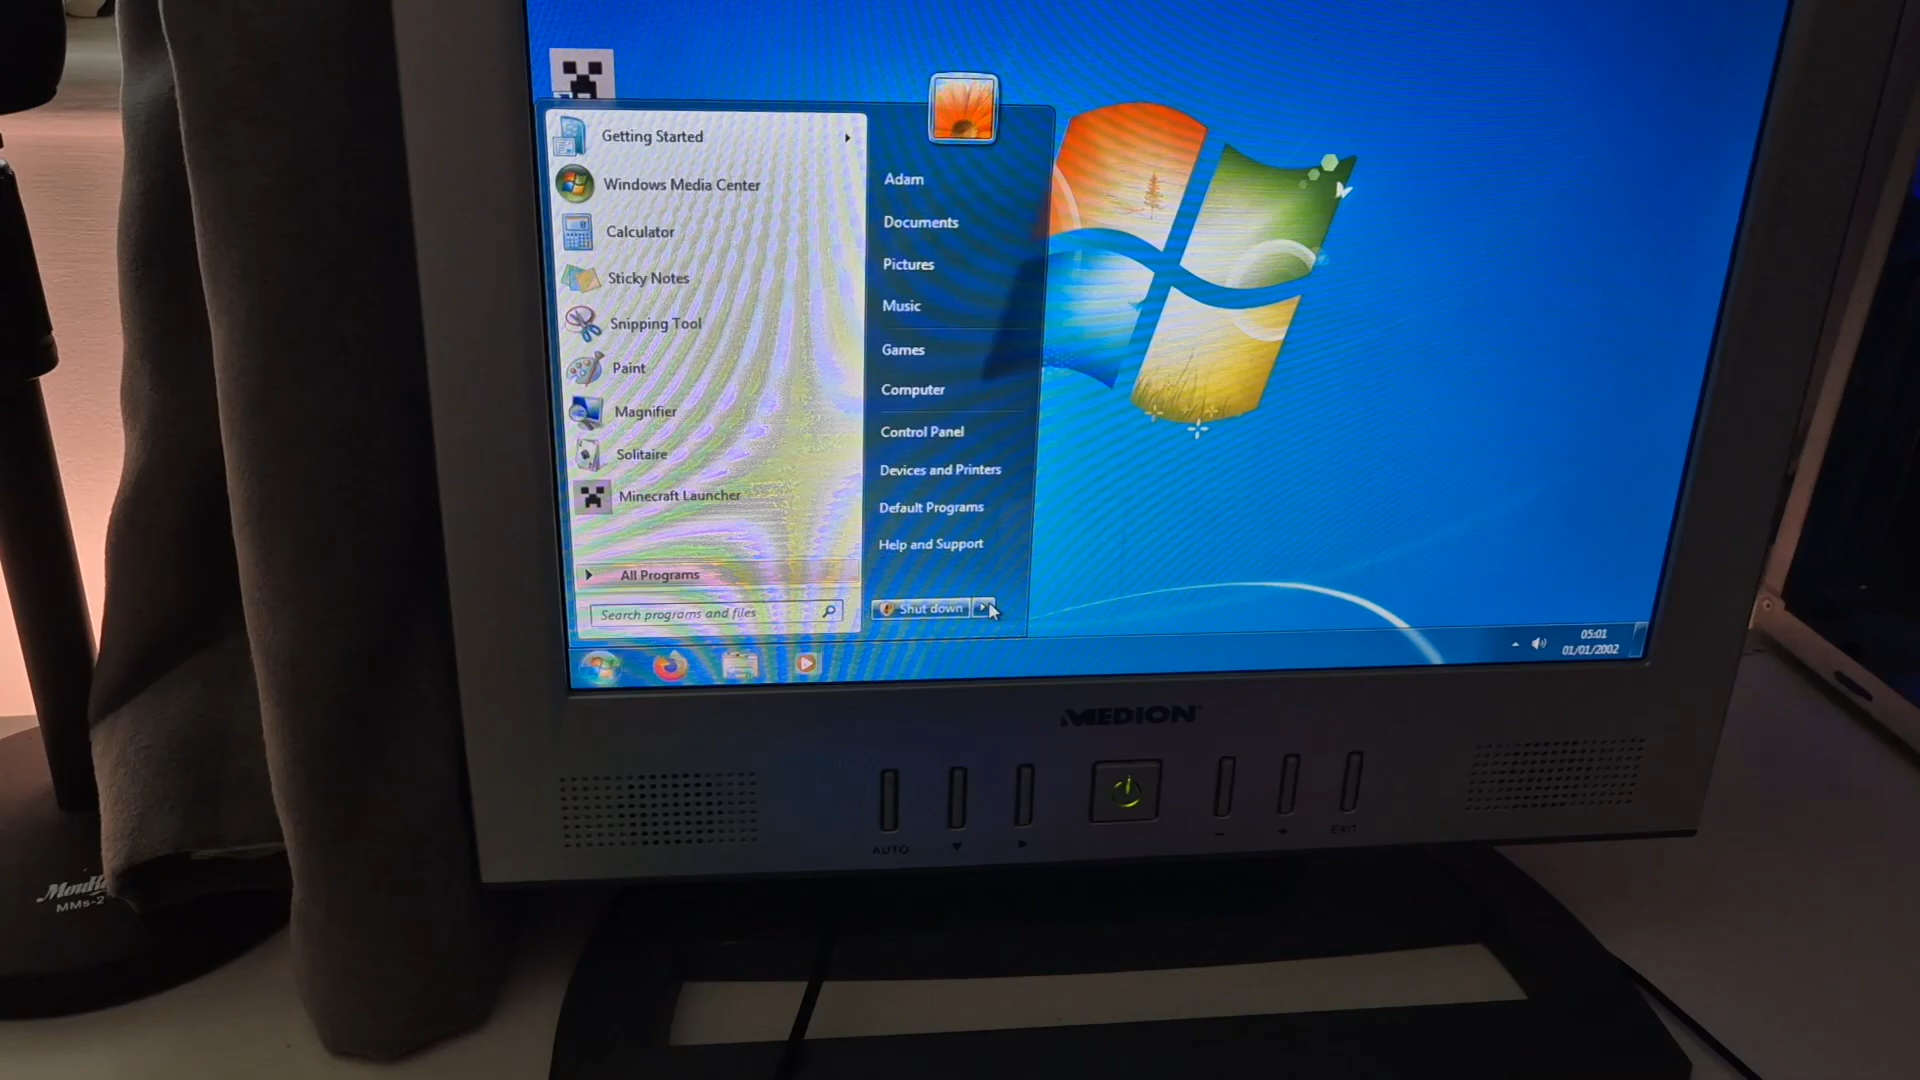 Getting Started
Windows Media Center
Calculator
Sticky Notes
Snipping Tool
Paint
Magnifier
Solitaire
Minecraft Launcher
All Programs
Search programs and files
Adam
Documents
Pictures
Music
Games
Computer
Control Panel
Devices and Printers
Default Programs
Help and Support
Shut down
05:01
01/01/2002
MEDION
AUTO
EXIT
MMs-2